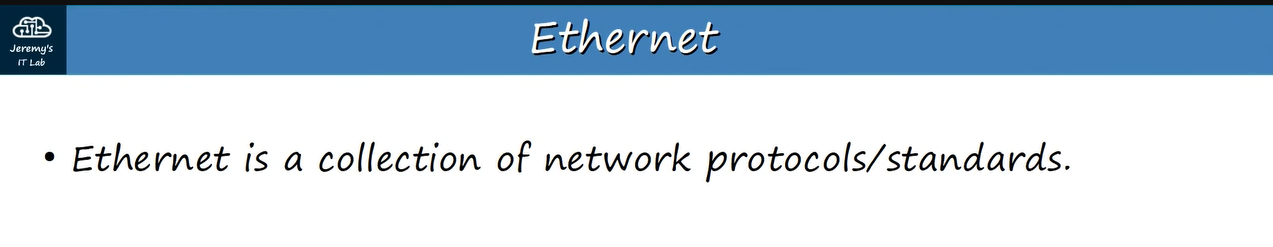 Jeremy's
IT Lab
Ethernet
• Ethernet is a collection of network protocols/standards.